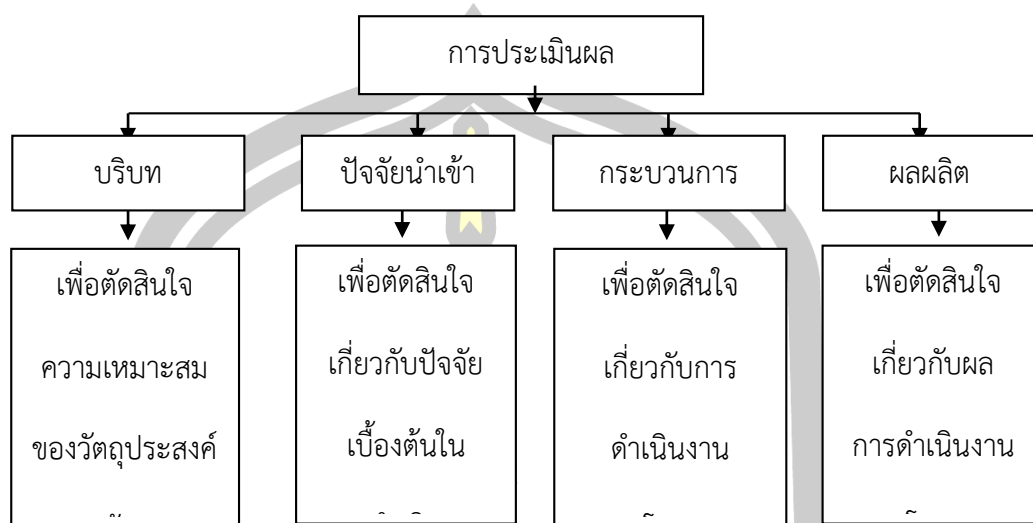 การประเมินผล
บริบท
ปัจจัยนำเข้า
กระบวนการ
ผลผลิต
เพื่อตัดสินใจ
ความเหมาะสม
ของวัตถุประสงค์
เพื่อตัดสินใจ
เกี่ยวกับปัจจัย
เบื้องต้นใน
เพื่อตัดสินใจ
เกี่ยวกับการ
ดำเนินงาน
เพื่อตัดสินใจ
เกี่ยวกับผล
การดำเนินงาน